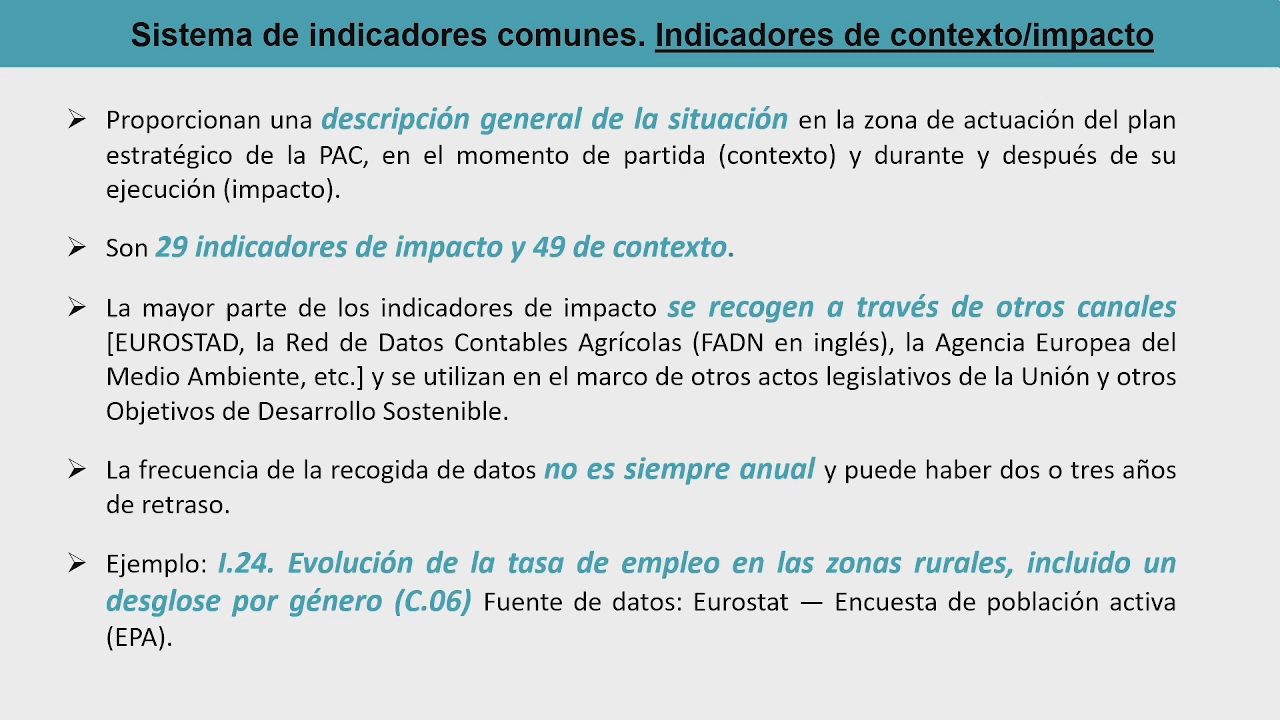 Sistema de indicadores comunes. Indicadores de contexto/impacto
➢ Proporcionan una descripción general de la situación en la zona de actuación del plan
estratégico de la PAC, en el momento de partida (contexto) y durante y después de su
ejecución (impacto).
➢ Son 29 indicadores de impacto y 49 de contexto.
➢ La mayor parte de los indicadores de impacto se recogen a través de otros canales
[EUROSTAD, la Red de Datos Contables Agrícolas (FADN en inglés), la Agencia Europea del
Medio Ambiente, etc.] y se utilizan en el marco de otros actos legislativos de la Unión y otros
Objetivos de Desarrollo Sostenible.
➢ La frecuencia de la recogida de datos no es siempre anual y puede haber dos o tres años
de retraso.
➢ Ejemplo: I.24. Evolución de la tasa de empleo en las zonas rurales, incluido un
desglose por género (C.06) Fuente de datos: Eurostat — Encuesta de población activa
(EPA).